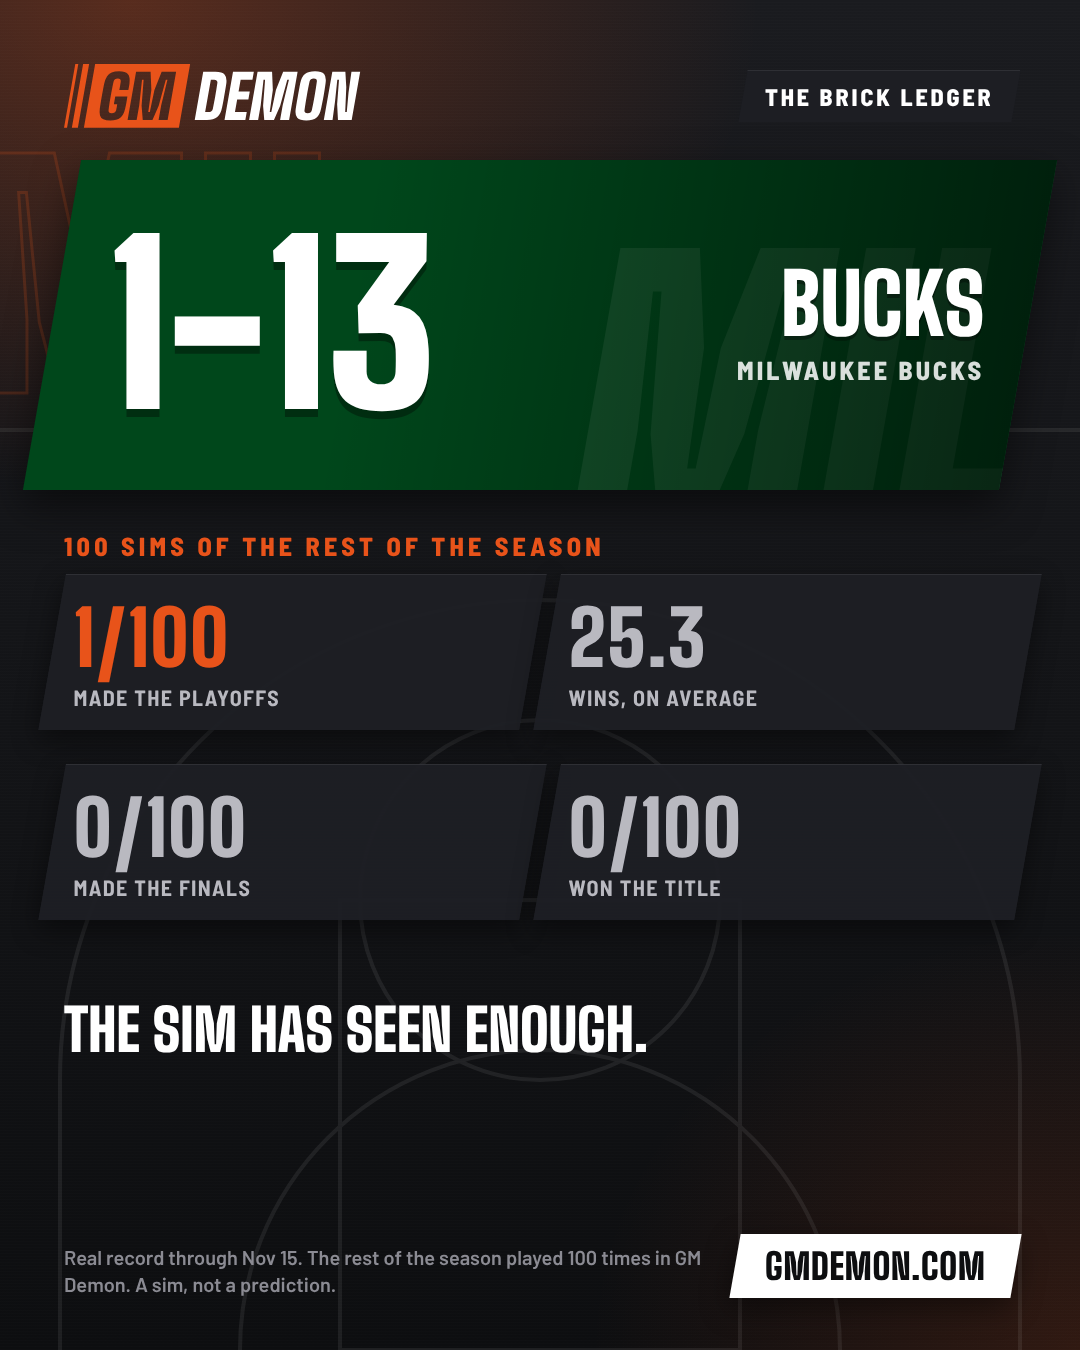 GM DEMON
THE BRICK LEDGER
1–13
BUCKS
MILWAUKEE BUCKS
MIL
100 SIMS OF THE REST OF THE SEASON
1/100
MADE THE PLAYOFFS
25.3
WINS, ON AVERAGE
0/100
MADE THE FINALS
0/100
WON THE TITLE
THE SIM HAS SEEN ENOUGH.
Real record through Nov 15. The rest of the season played 100 times in GM
Demon. A sim, not a prediction.
GMDEMON.COM